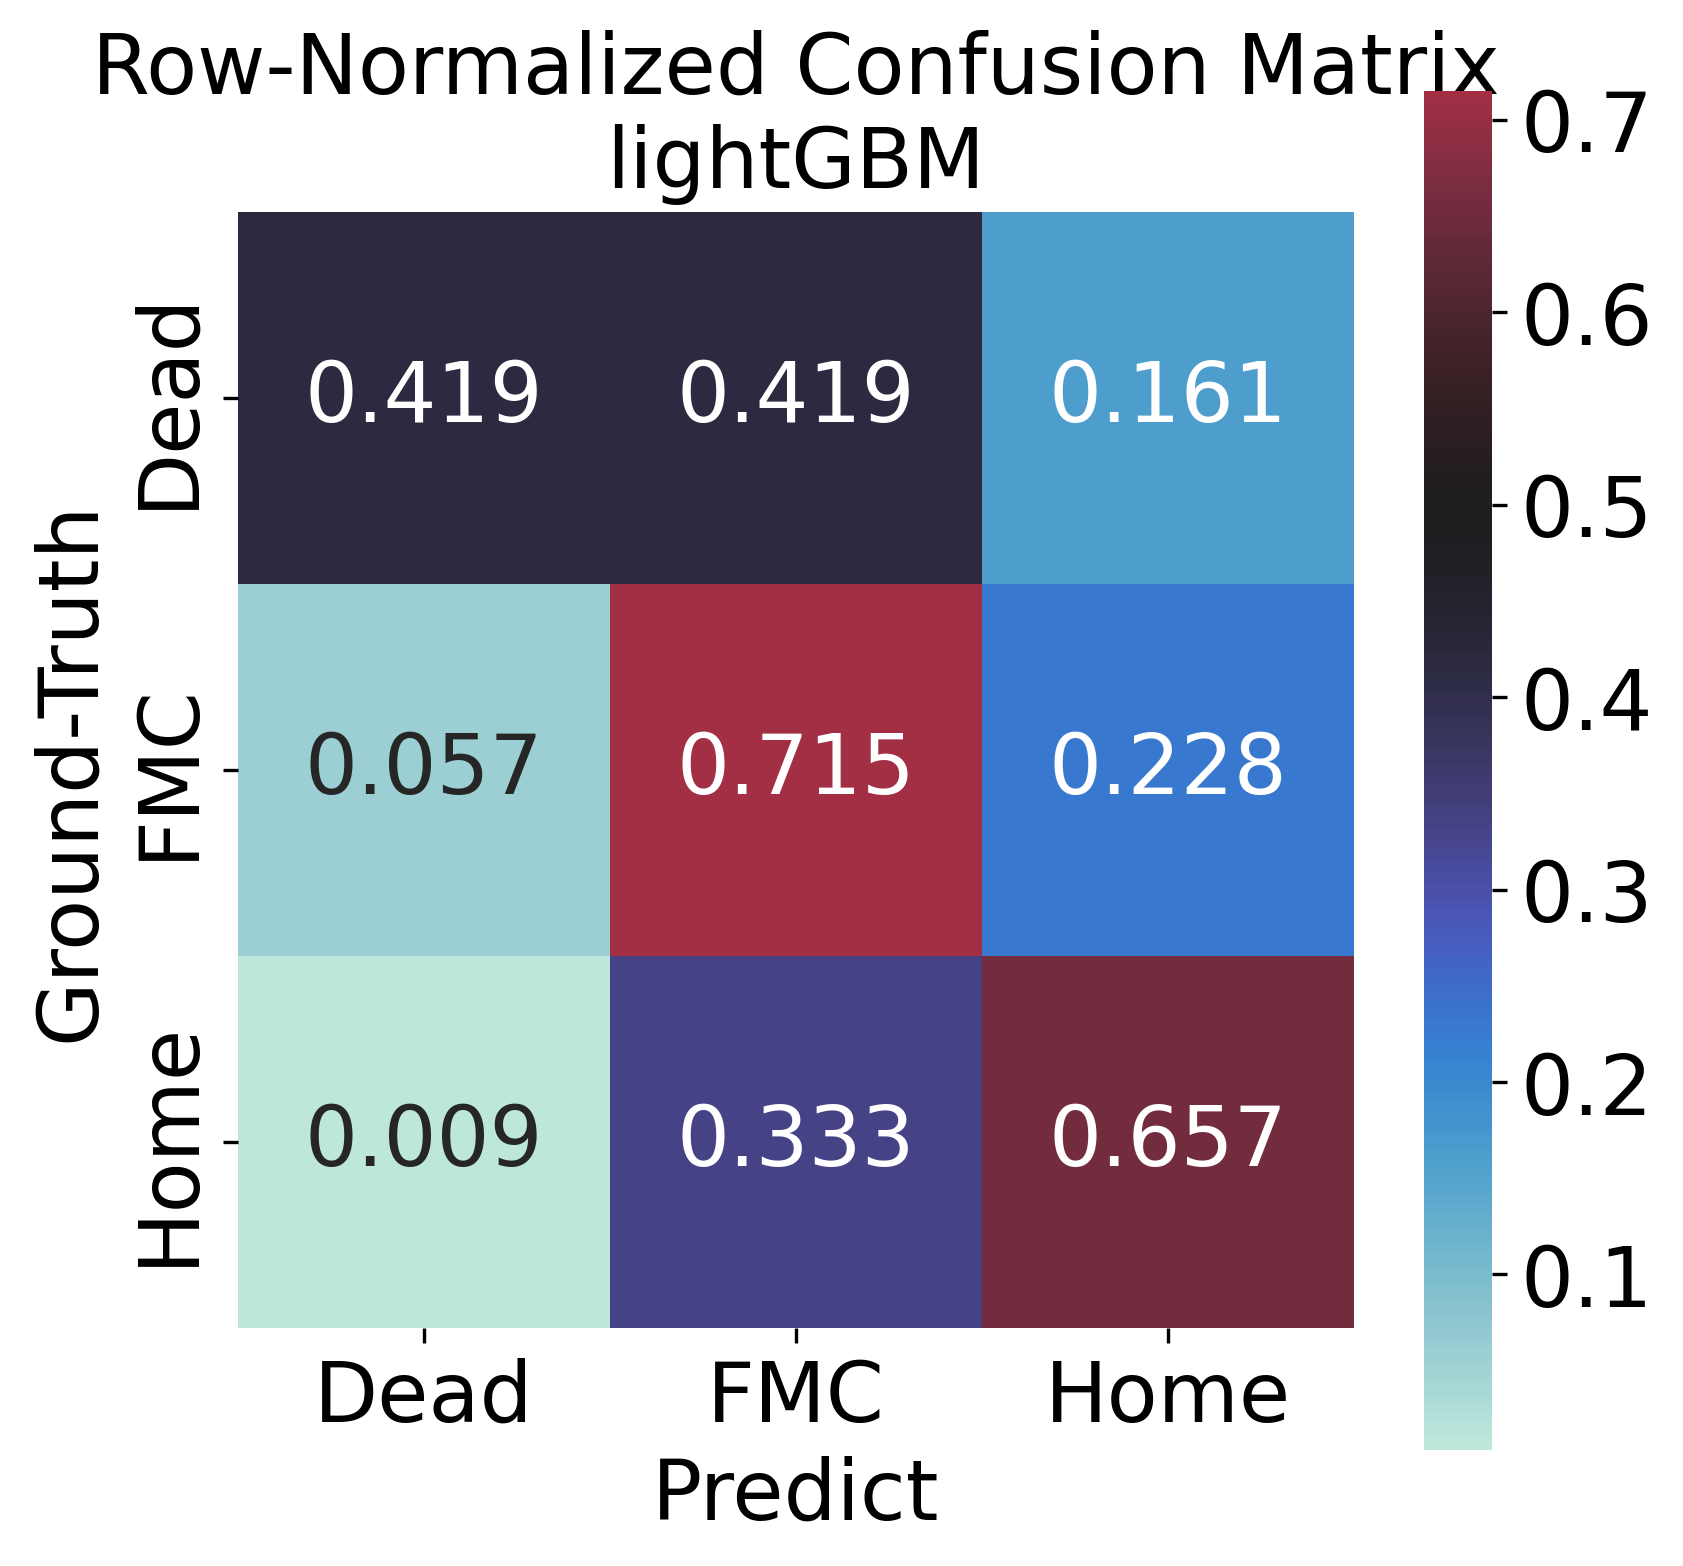 Row-Normalized Confusion Matrix
lightGBM
Ground-Truth
Dead
0.419 0.419 0.161
FMC
0.057 0.715 0.228
Home
0.009 0.333 0.657
Dead FMC Home
Predict
0.7
0.6
0.5
0.4
0.3
0.2
0.1